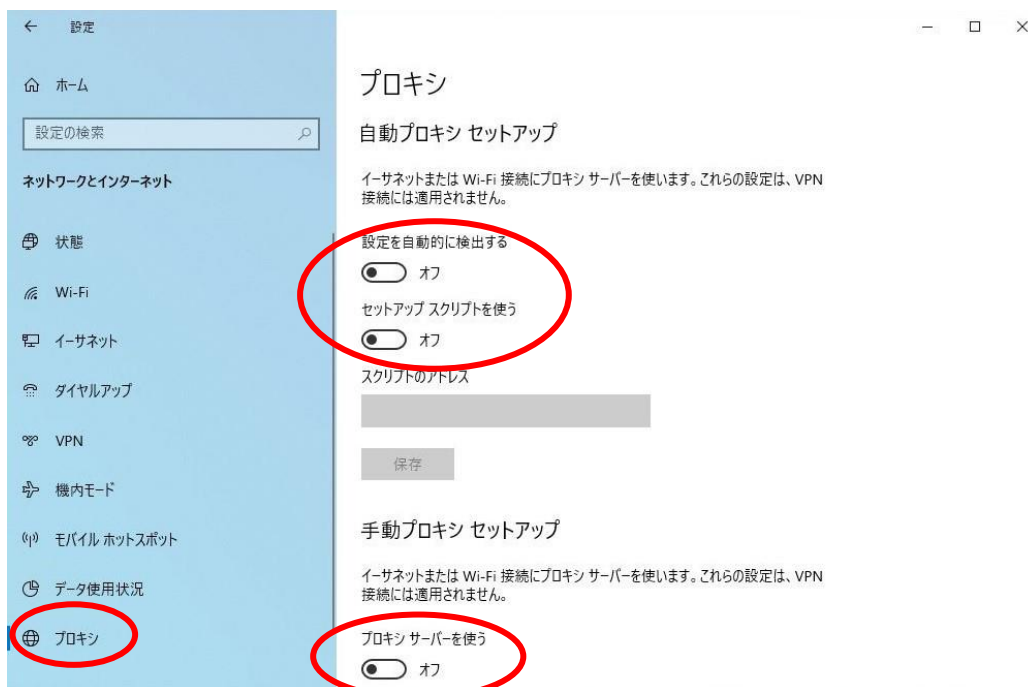 設定
ホーム
設定の検索
ネットワークとインターネット
状態
Wi-Fi
イーサネット
ダイヤルアップ
VPN
機内モード
モバイル ホットスポット
データ使用状況
プロキシ
プロキシ
自動プロキシ セットアップ
イーサネットまたは Wi-Fi 接続にプロキシ サーバーを使います。これらの設定は、VPN
接続には適用されません。
設定を自動的に検出する
オフ
セットアップ スクリプトを使う
オフ
スクリプトのアドレス
保存
手動プロキシ セットアップ
イーサネットまたは Wi-Fi 接続にプロキシ サーバーを使います。これらの設定は、VPN
接続には適用されません。
プロキシ サーバーを使う
オフ